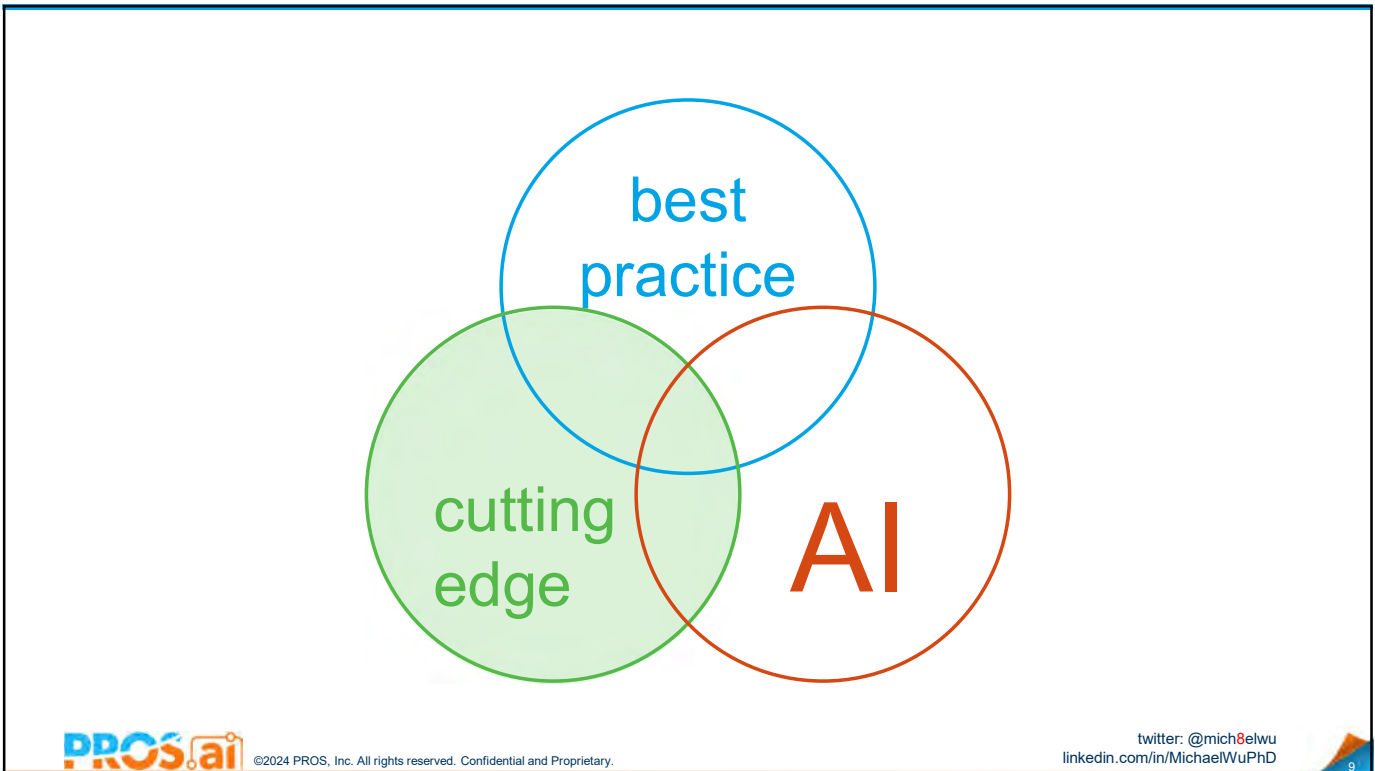 best
practice
cutting
edge
AI
PROS.ai
©2024 PROS, Inc. All rights reserved. Confidential and Proprietary.
twitter: @mich8elwu
linkedin.com/in/MichaelWuPhD
9